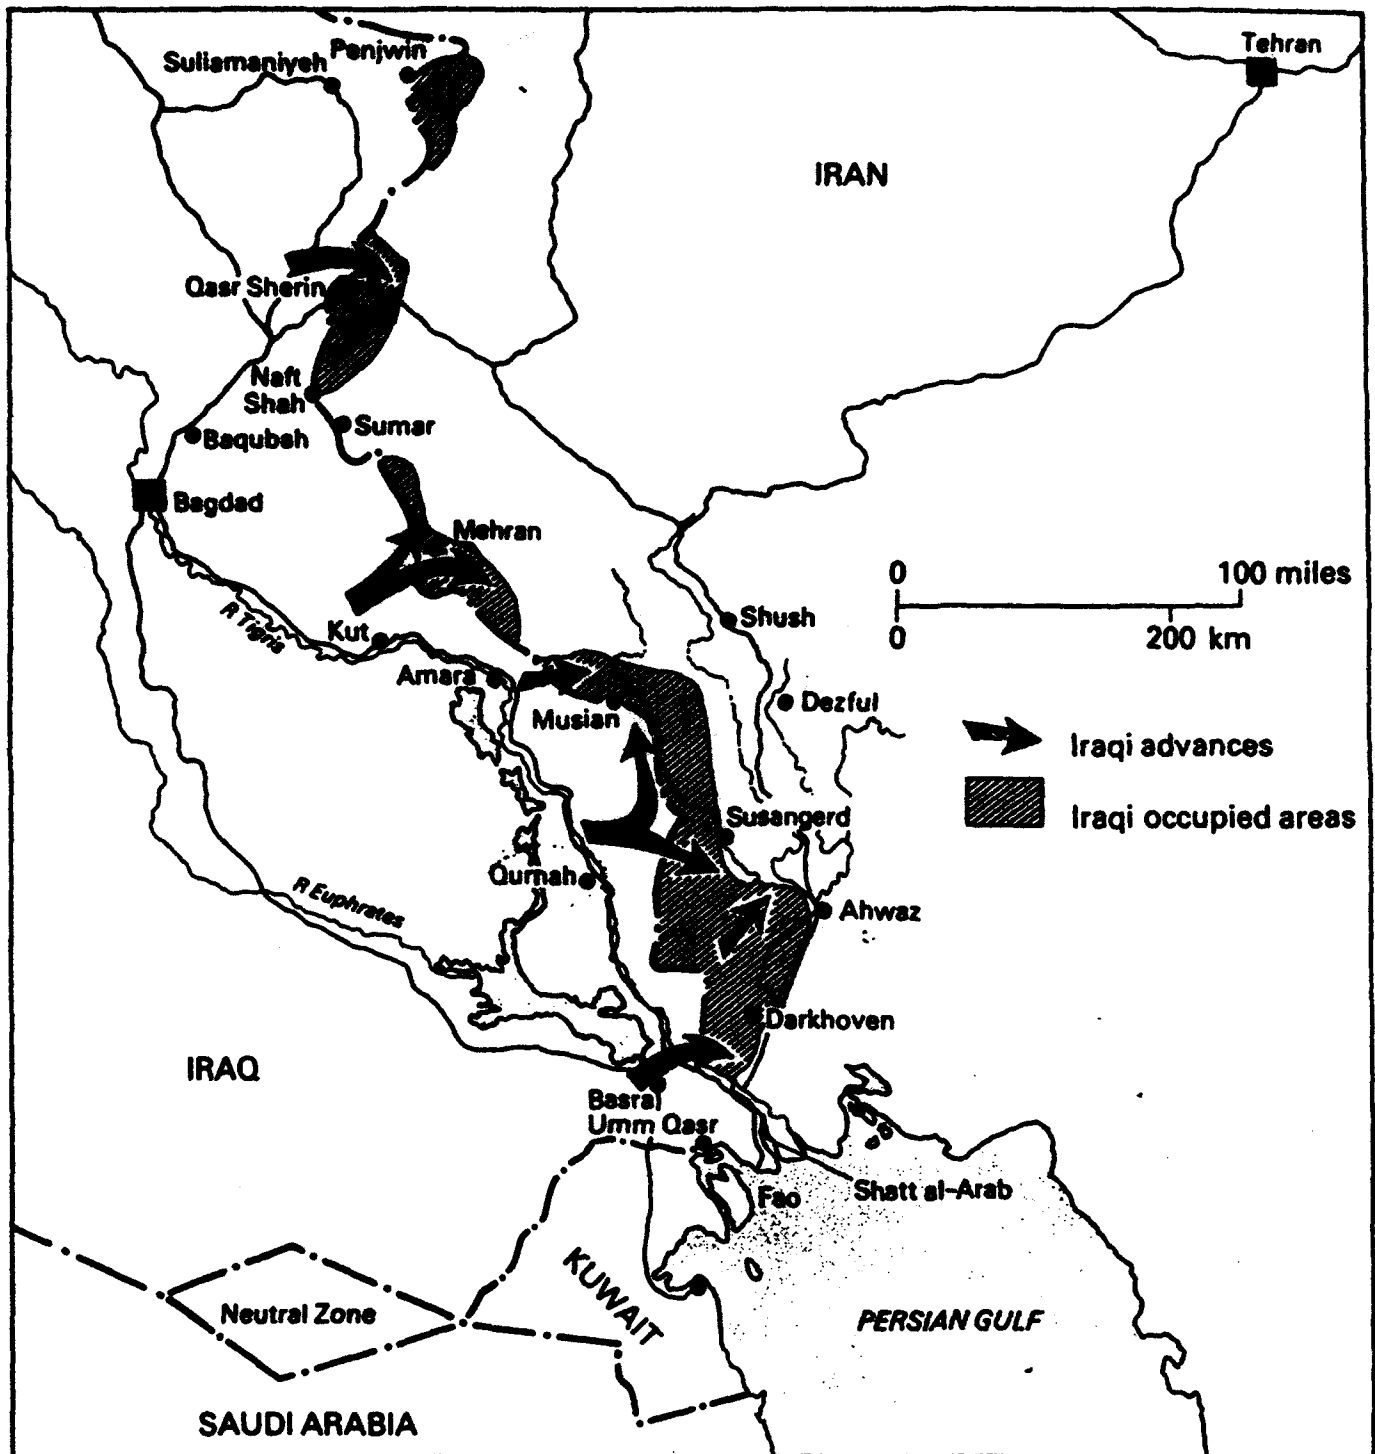 Penjwin
Suliamaniyeh
Tehran
IRAN
Qasr Sherin
Naft
Shah
Sumar
Baqubah
Bagdad
Mehran
0 100 miles
0 200 km
R Tigris
Kut
Shush
Amara
Dezful
Musian
Iraqi advances
Susangerd
Iraqi occupied areas
Qurnah
R Euphrates
Ahwaz
Darkhoven
IRAQ
Basra
Umm Qasr
Fao
Shatt al-Arab
KUWAIT
Neutral Zone
PERSIAN GULF
SAUDI ARABIA